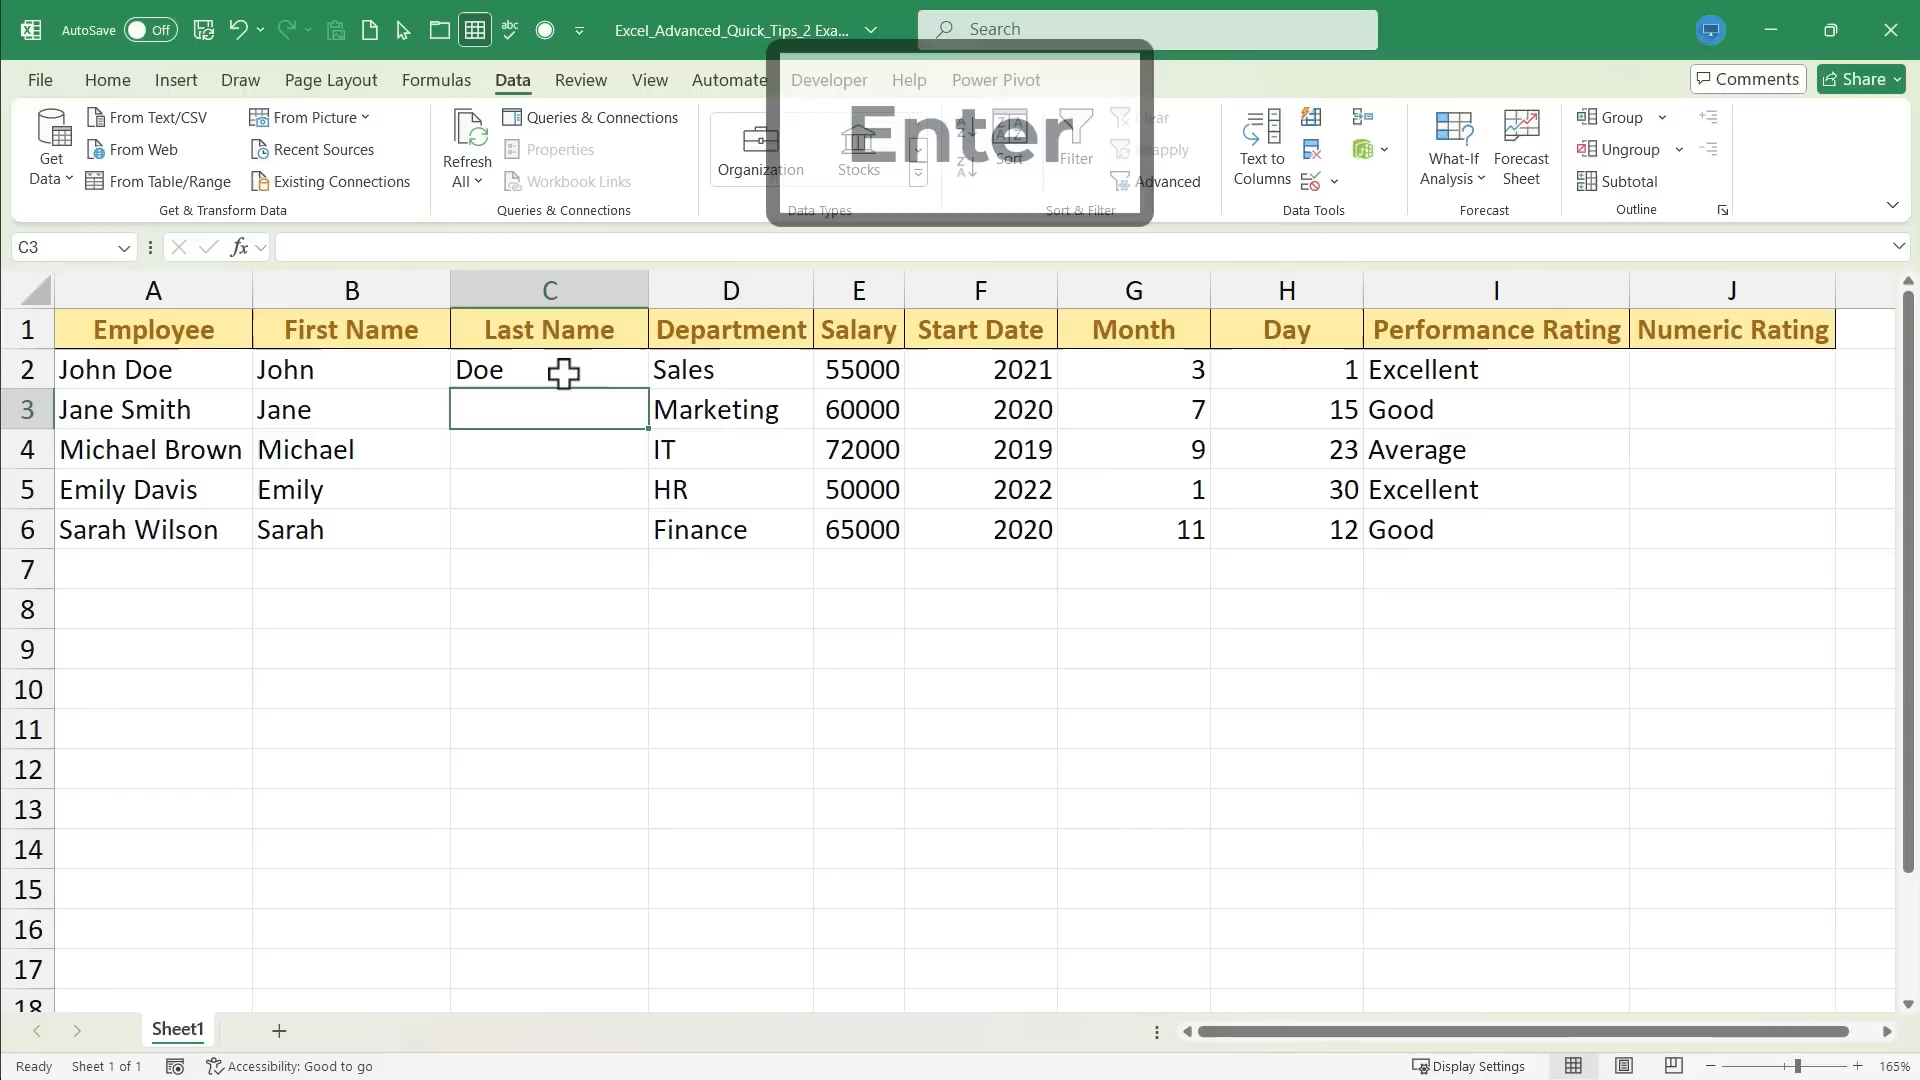 AutoSave Off Excel_Advanced_Quick_Tips_2 Exa... Search
File Home Insert Draw Page Layout Formulas Data Review View Automate Developer Help Power Pivot Comments Share
Enter
Get Data
From Text/CSV
From Web
From Table/Range
From Picture
Recent Sources
Existing Connections
Get & Transform Data
Refresh All
Queries & Connections
Properties
Workbook Links
Queries & Connections
Organization Stocks
Data Types
Sort Filter
Clear
Reapply
Advanced
Sort & Filter
Text to Columns
Data Tools
What-If Analysis
Forecast Sheet
Forecast
Group
Ungroup
Subtotal
Outline
C3 fx
A B C D E F G H I J
1 Employee First Name Last Name Department Salary Start Date Month Day Performance Rating Numeric Rating
2 John Doe John Doe Sales 55000 2021 3 1 Excellent
3 Jane Smith Jane Marketing 60000 2020 7 15 Good
4 Michael Brown Michael IT 72000 2019 9 23 Average
5 Emily Davis Emily HR 50000 2022 1 30 Excellent
6 Sarah Wilson Sarah Finance 65000 2020 11 12 Good
7
8
9
10
11
12
13
14
15
16
17
18
Sheet1
Ready Sheet 1 of 1 Accessibility: Good to go Display Settings 165%